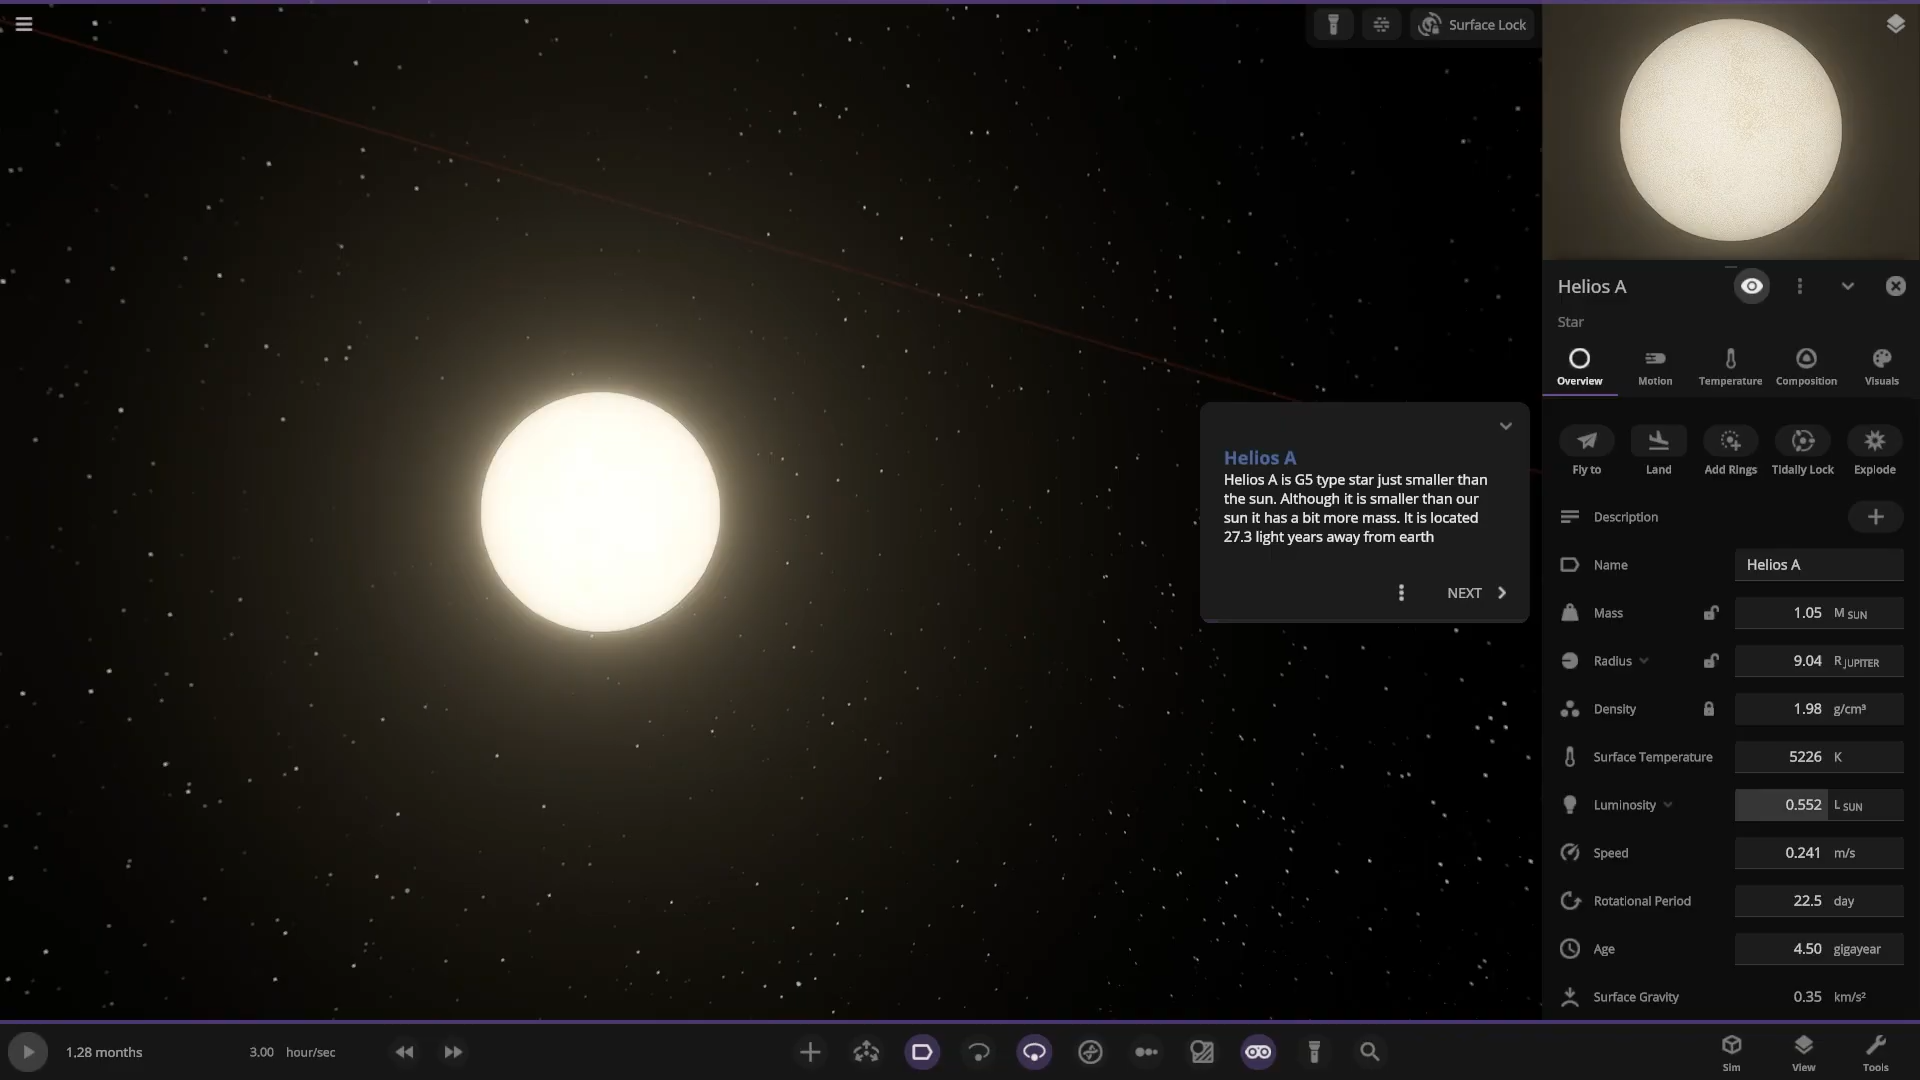 Surface Lock
Helios A
Star
Overview
Motion
Temperature
Composition
Visuals
Fly to
Land
Add Rings
Tidally Lock
Explode
Helios A
Helios A is G5 type star just smaller than
the sun. Although it is smaller than our
sun it has a bit more mass. It is located
27.3 light years away from earth
NEXT
Description
Name Helios A
Mass 1.05 M SUN
Radius 9.04 R JUPITER
Density 1.98 g/cm³
Surface Temperature 5226 K
Luminosity 0.552 L SUN
Speed 0.241 m/s
Rotational Period 22.5 day
Age 4.50 gigayear
Surface Gravity 0.35 km/s²
1.28 months
3.00 hour/sec
Sim
View
Tools